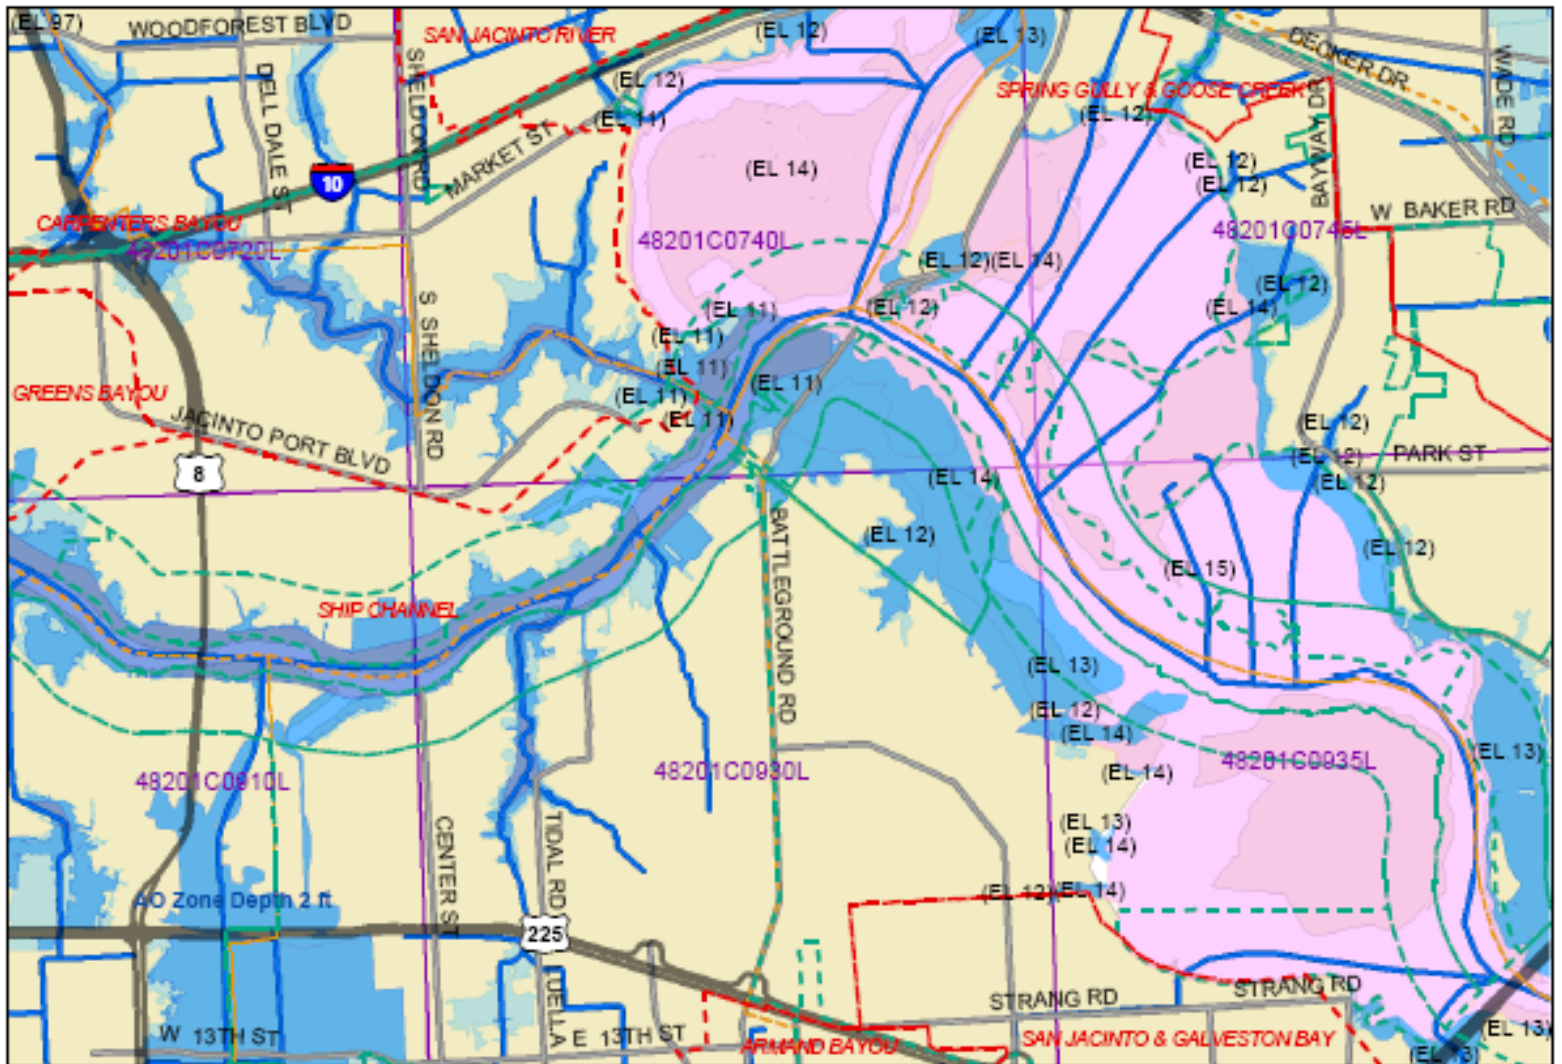 (EL 97)
WOODFOREST BLVD
SAN JACINTO RIVER
(EL 12)
(EL 13)
DECKER DR
WADE RD
DELL DALE ST
SHELDON RD
(EL 12)
SPRING GULLY & GOOSE CREEK
BAYWAY DR
(EL 11)
(EL 12)
MARKET ST
(EL 14)
(EL 12)
(EL 12)
10
W BAKER RD
CARPENTERS BAYOU
48201C0720L
48201C0740L
48201C0745L
(EL 12)
(EL 14)
(EL 12)
(EL 11)
(EL 12)
(EL 14)
S SHELDON RD
(EL 11)
(EL 11)
(EL 11)
(EL 11)
(EL 11)
GREENS BAYOU
JACINTO PORT BLVD
(EL 12)
(EL 12)
PARK ST
8
(EL 14)
(EL 12)
BATTLEGROUND RD
(EL 12)
(EL 12)
(EL 15)
SHIP CHANNEL
(EL 13)
(EL 12)
(EL 14)
(EL 13)
48201C0910L
48201C0930L
(EL 14)
48201C0935L
CENTER ST
TIDAL RD
(EL 13)
(EL 14)
AO Zone Depth 2 ft
(EL 12)
(EL 14)
225
LUELLA
STRANG RD
STRANG RD
W 13TH ST
E 13TH ST
ARMAND BAYOU
SAN JACINTO & GALVESTON BAY
(EL 13)